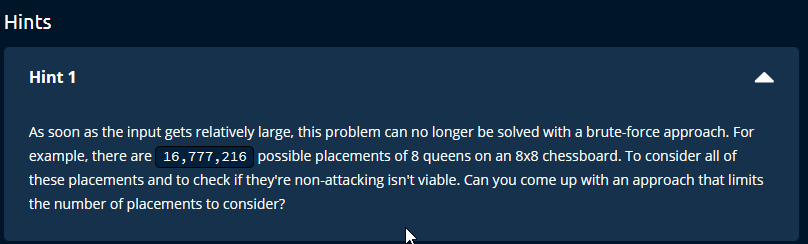 Hints
Hint 1
As soon as the input gets relatively large, this problem can no longer be solved with a brute-force approach. For
example, there are 16,777,216 possible placements of 8 queens on an 8x8 chessboard. To consider all of
these placements and to check if they're non-attacking isn't viable. Can you come up with an approach that limits
the number of placements to consider?